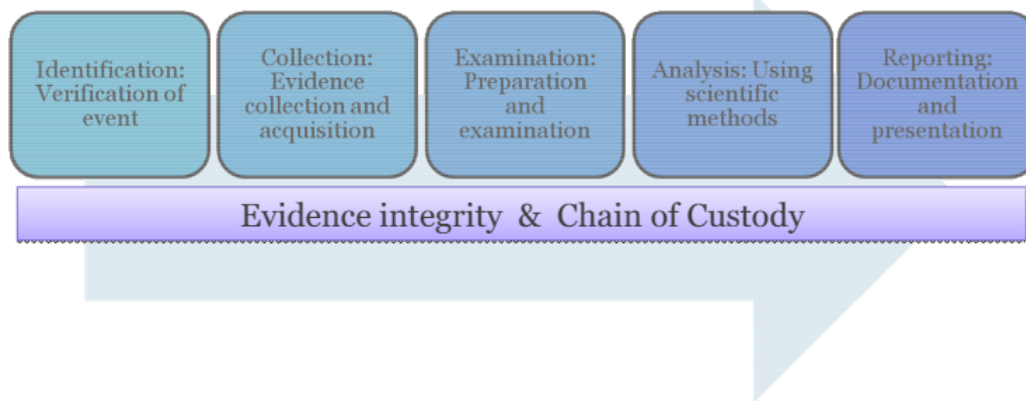 Identification:
Verification of
event
Collection:
Evidence
collection and
acquisition
Examination:
Preparation
and
examination
Analysis: Using
scientific
methods
Reporting:
Documentation
and
presentation
Evidence integrity & Chain of Custody